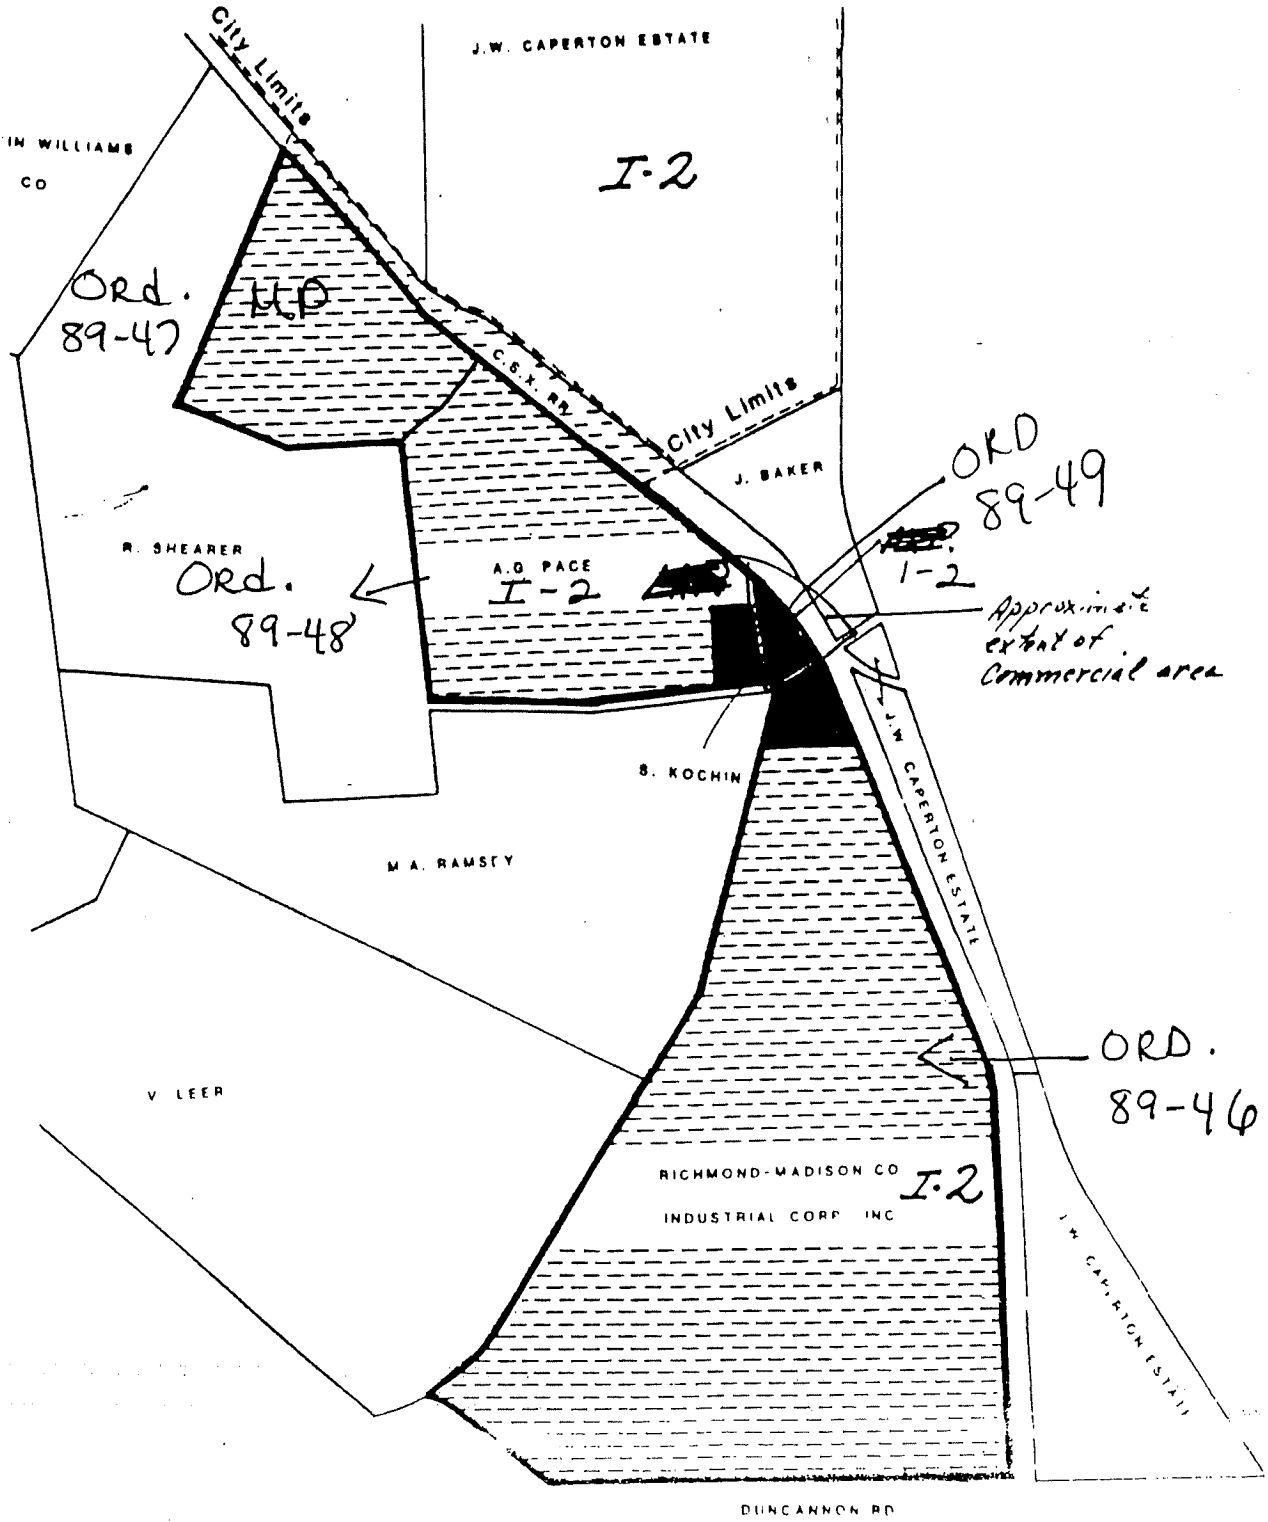 City Limits
J.W. CAPERTON ESTATE
IN WILLIAMS
CO
I-2
ORd.
89-47
C.S.X. RR
City Limits
J. BAKER
ORD
89-49
1-2
R. SHEARER
ORd.
89-48
A.G PACE
I-2
Approximate
extent of
Commercial area
S. KOCHIN
J.W. CAPERTON ESTATE
M A. RAMSEY
V LEER
ORD.
89-46
RICHMOND-MADISON CO
I-2
INDUSTRIAL CORP INC
J.W CAPERTON ESTATE
DUNCANNON RD